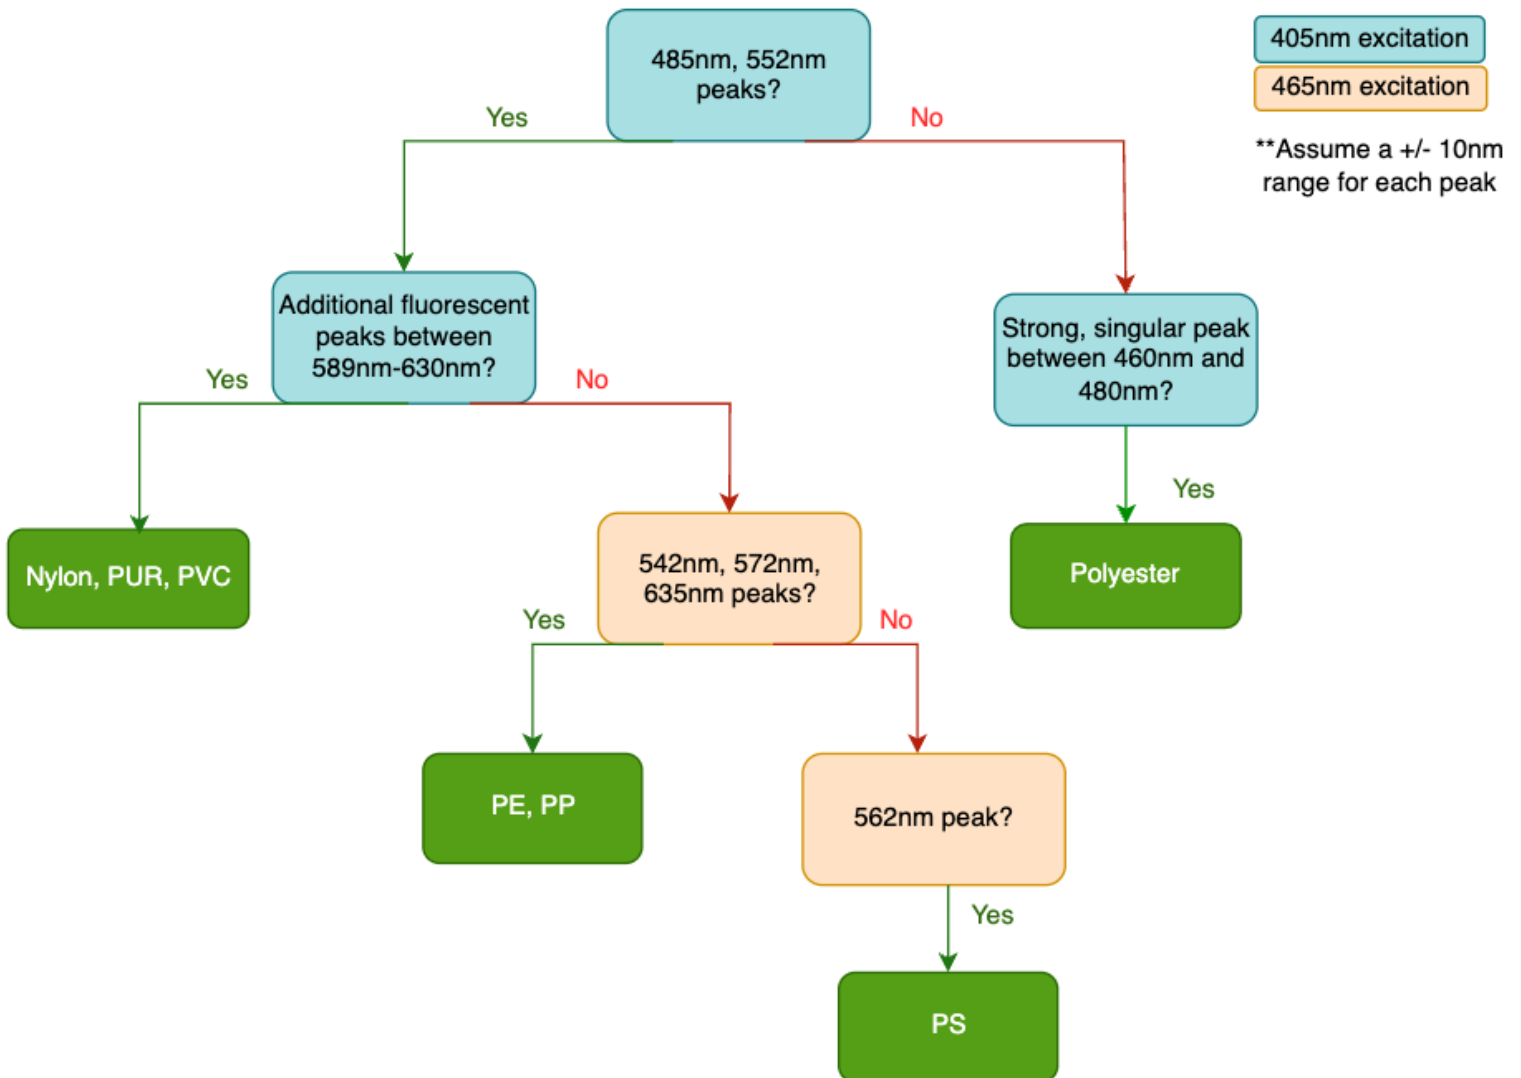 485nm, 552nm
peaks?
405nm excitation
465nm excitation
**Assume a +/- 10nm
range for each peak
Yes
No
Additional fluorescent
peaks between
589nm-630nm?
Strong, singular peak
between 460nm and
480nm?
Yes
No
Yes
Nylon, PUR, PVC
542nm, 572nm,
635nm peaks?
Polyester
Yes
No
PE, PP
562nm peak?
Yes
PS